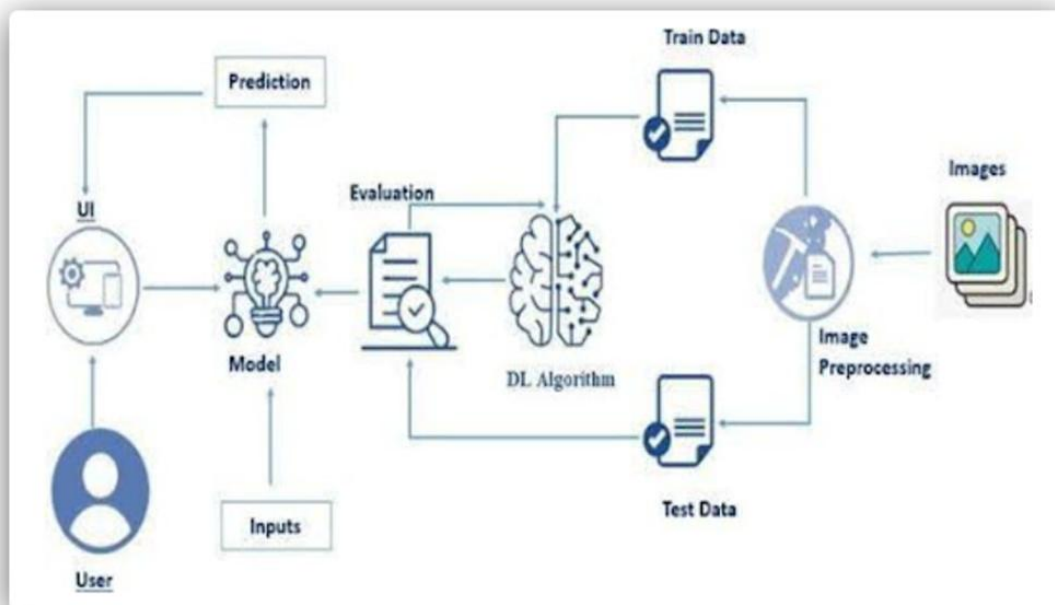 Train Data
Prediction
Images
Evaluation
UI
Image
Preprocessing
Model
DL Algorithm
Test Data
Inputs
User